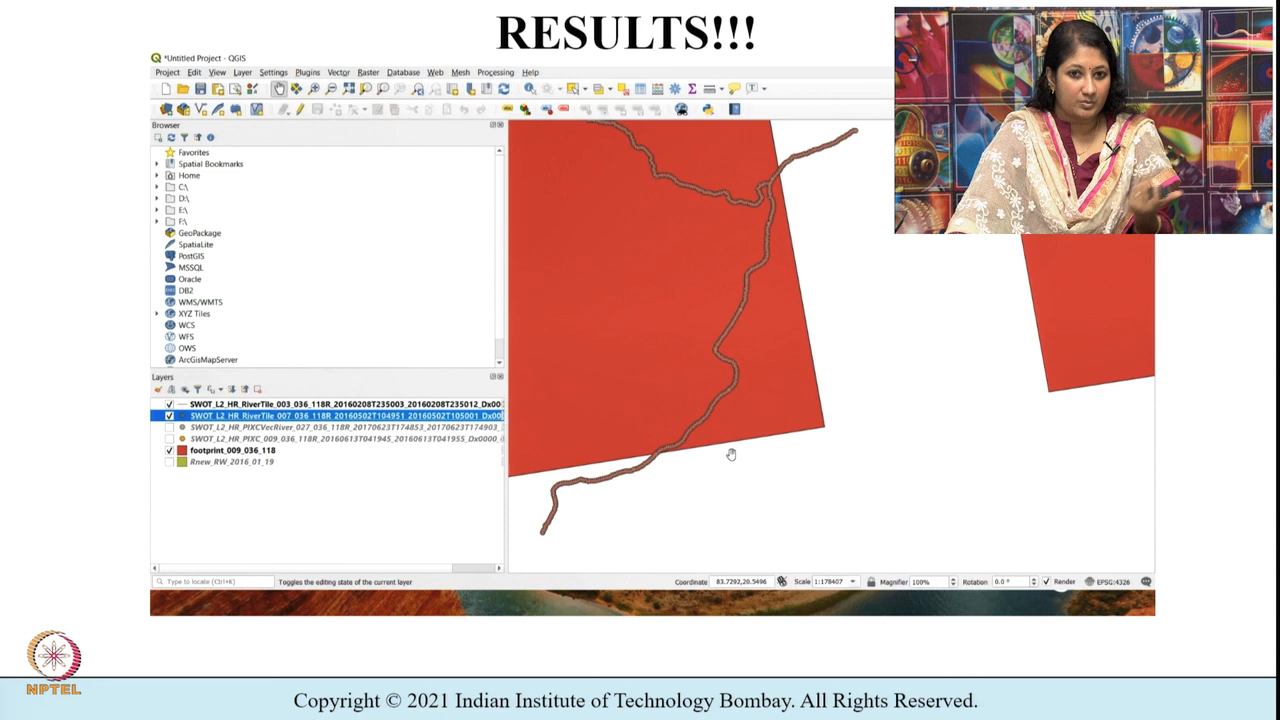 RESULTS!!!
*Untitled Project - QGIS
Project Edit View Layer Settings Plugins Vector Raster Database Web Mesh Processing Help
Browser
Favorites
Spatial Bookmarks
Home
C:\
D:\
E:\
F:\
GeoPackage
SpatiaLite
PostGIS
MSSQL
Oracle
DB2
WMS/WMTS
XYZ Tiles
WCS
WFS
OWS
ArcGisMapServer
Layers
SWOT_L2_HR_RiverTile_003_036_118R_20160208T235003_20160208T235012_Dx00
SWOT_L2_HR_RiverTile_007_036_118R_20160502T104951_20160502T105001_Dx00
SWOT_L2_HR_PIXCVecRiver_027_036_118R_20170623T174853_20170623T174903_
SWOT_L2_HR_PIXC_009_036_118R_20160613T041945_20160613T041955_Dx0000_
footprint_009_036_118
Rnew_RW_2016_01_19
Type to locate (Ctrl+K) Toggles the editing state of the current layer Coordinate 83.7292,20.5496 Scale 1:178407 Magnifier 100% Rotation 0.0 ° Render EPSG:4326
NPTEL
Copyright © 2021 Indian Institute of Technology Bombay. All Rights Reserved.